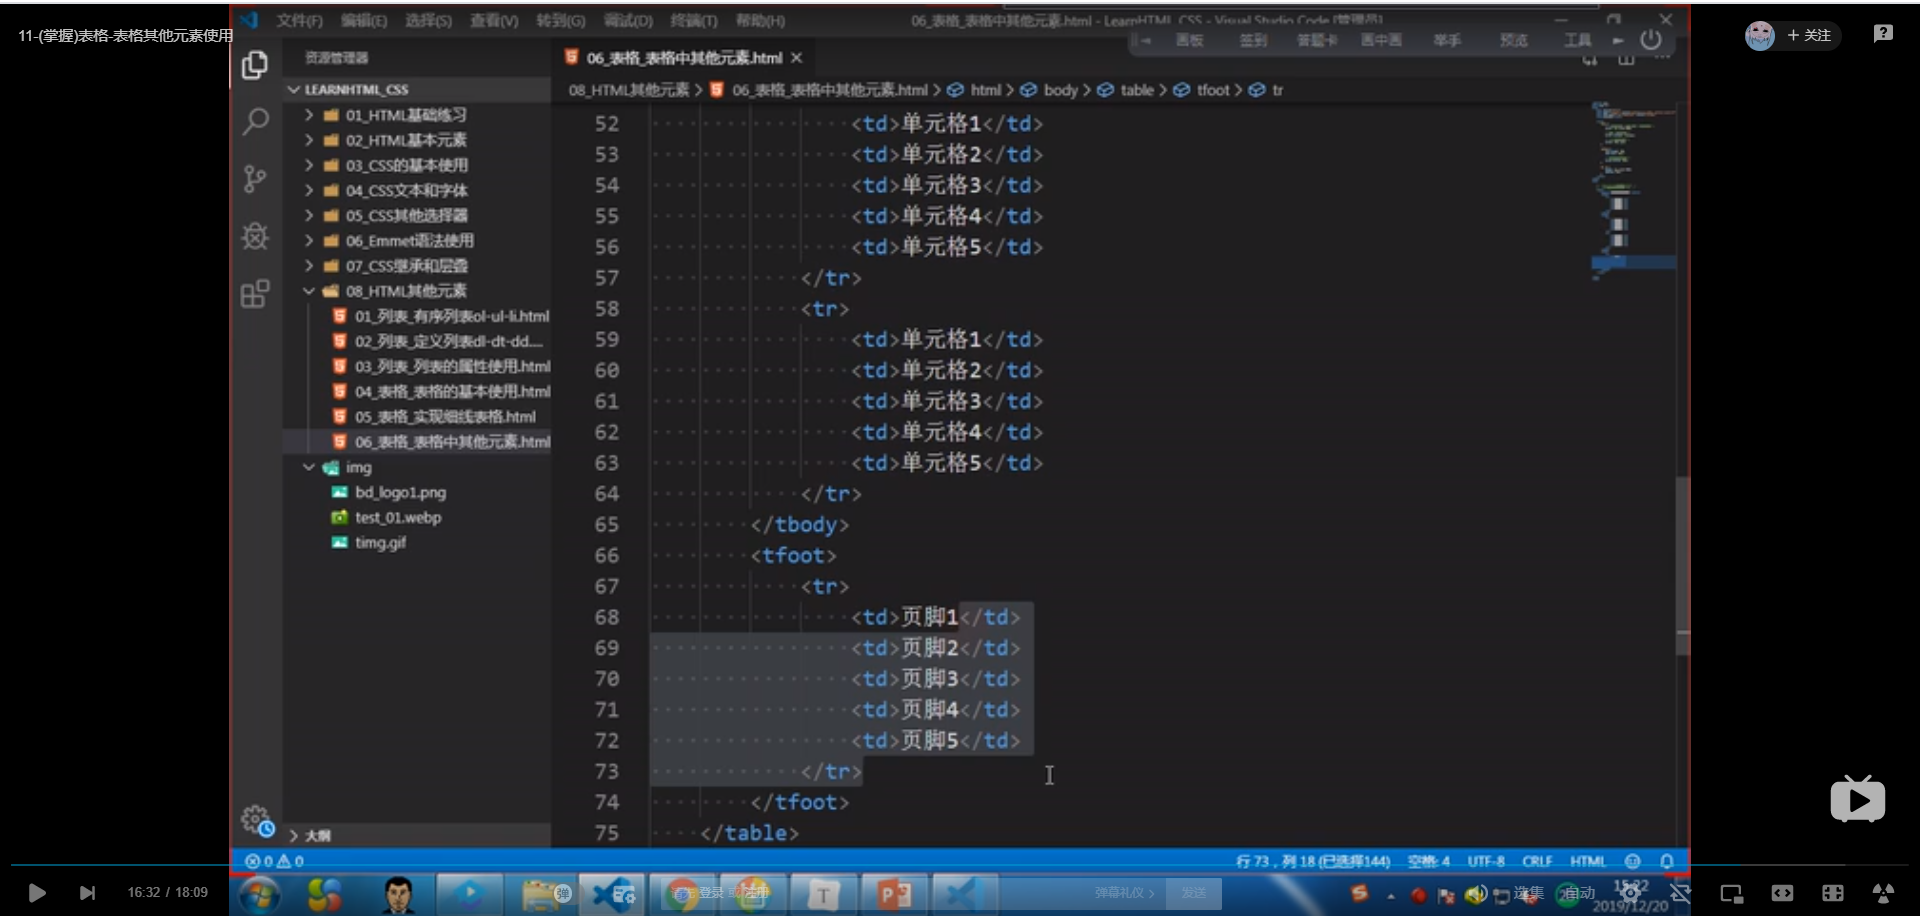 11-(掌握)表格-表格其他元素使用
文件(F) 编辑(E) 选择(S) 查看(V) 转到(G) 调试(D) 终端(T) 帮助(H)
06_表格_表格中其他元素.html - LearnHTML_CSS - Visual Studio Code [管理员]
+ 关注
画板 签到 答题卡 画中画 举手 预览 工具
资源管理器
06_表格_表格中其他元素.html
LEARNHTML_CSS
08_HTML其他元素 > 06_表格_表格中其他元素.html > html > body > table > tfoot > tr
01_HTML基础练习
02_HTML基本元素
03_CSS的基本使用
04_CSS文本和字体
05_CSS其他选择器
06_Emmet语法使用
07_CSS继承和层叠
08_HTML其他元素
01_列表_有序列表ol-ul-li.html
02_列表_定义列表dl-dt-dd....
03_列表_列表的属性使用.html
04_表格_表格的基本使用.html
05_表格_实现细线表格.html
06_表格_表格中其他元素.html
img
bd_logo1.png
test_01.webp
timg.gif
大纲
52 <td>单元格1</td>
53 <td>单元格2</td>
54 <td>单元格3</td>
55 <td>单元格4</td>
56 <td>单元格5</td>
57 </tr>
58 <tr>
59 <td>单元格1</td>
60 <td>单元格2</td>
61 <td>单元格3</td>
62 <td>单元格4</td>
63 <td>单元格5</td>
64 </tr>
65 </tbody>
66 <tfoot>
67 <tr>
68 <td>页脚1</td>
69 <td>页脚2</td>
70 <td>页脚3</td>
71 <td>页脚4</td>
72 <td>页脚5</td>
73 </tr>
74 </tfoot>
75 </table>
0 0
行 73，列 18 (已选择144) 空格: 4 UTF-8 CRLF HTML
16:32 / 18:09
弹
登录 或 注册
弹幕礼仪 >
发送
选集
自动
15:22
2019/12/20